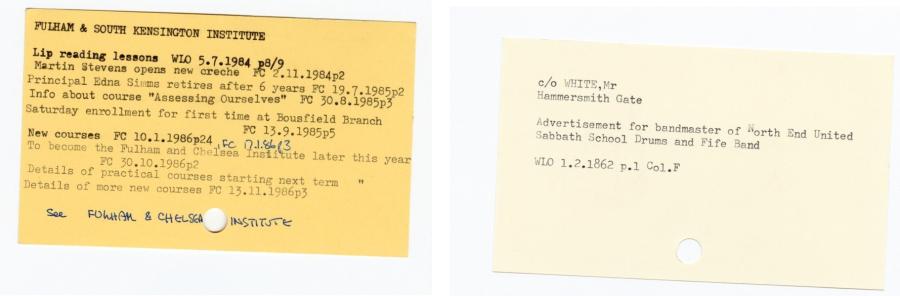 FULHAM & SOUTH KENSINGTON INSTITUTE
Lip reading lessons WLO 5.7.1984 p8/9
Martin Stevens opens new creche FC 2.11.1984p2
Principal Edna Simms retires after 6 years FC 19.7.1985p2
Info about course "Assessing Ourselves" FC 30.8.1985p3
Saturday enrollment for first time at Bousfield Branch
FC 13.9.1985p5
New courses FC 10.1.1986p24, FC 17.1.86p3
To become the Fulham and Chelsea Institute later this year
FC 30.10.1986p2
Details of practical courses starting next term "
Details of more new courses FC 13.11.1986p3
See FULHAM & CHELSEA INSTITUTE
c/o WHITE,Mr
Hammersmith Gate
Advertisement for bandmaster of North End United
Sabbath School Drums and Fife Band
WLO 1.2.1862 p.1 Col.F